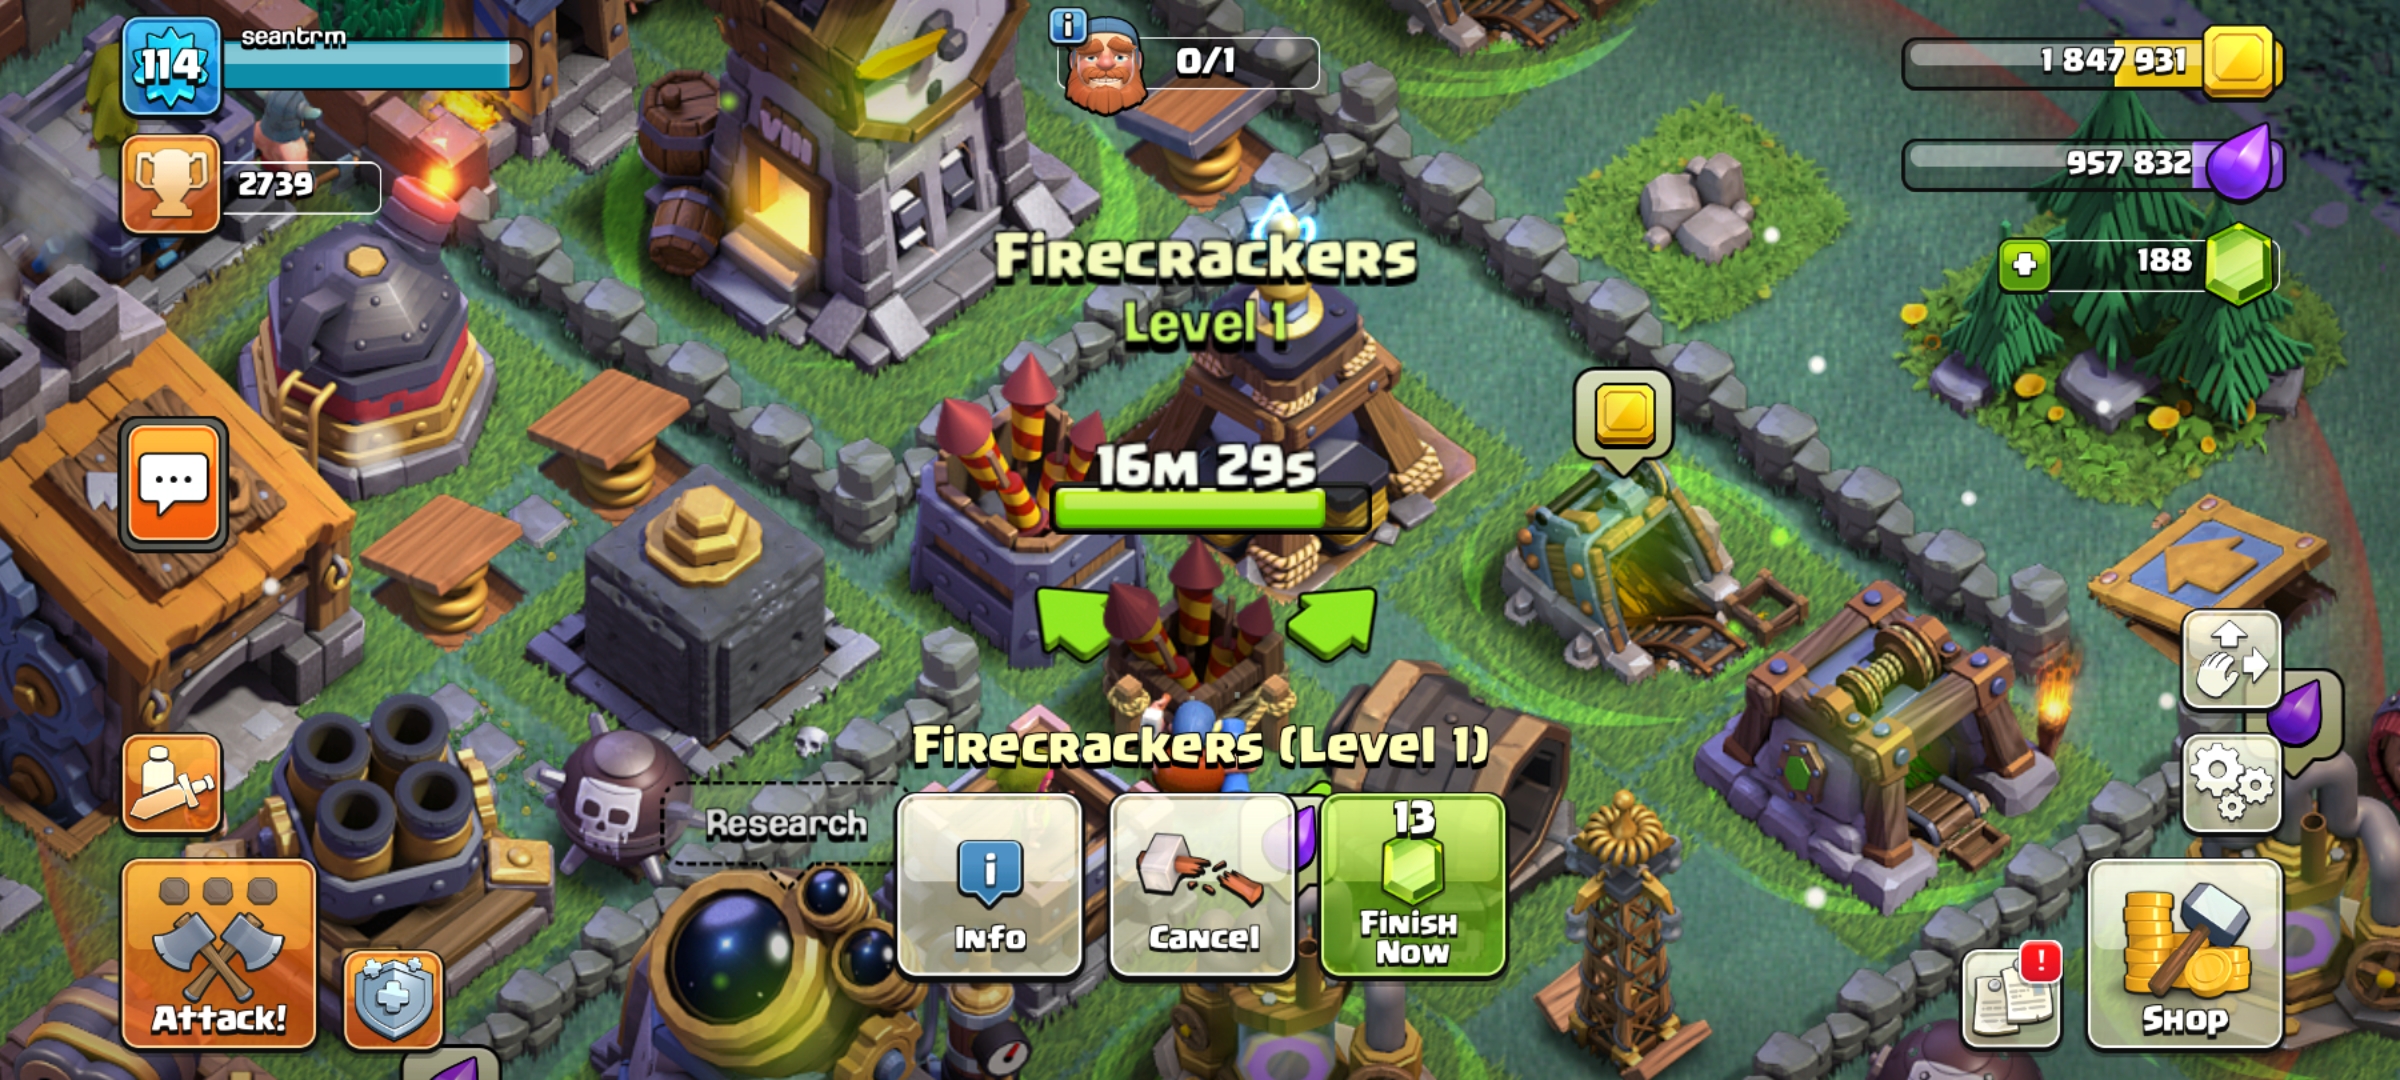 114
seantrm
0/1
1 847 931
2739
957 832
188
VIII
Firecrackers
Level 1
16M 29s
Firecrackers (Level 1)
Research
Info
Cancel
13
Finish
Now
Attack!
!
Shop